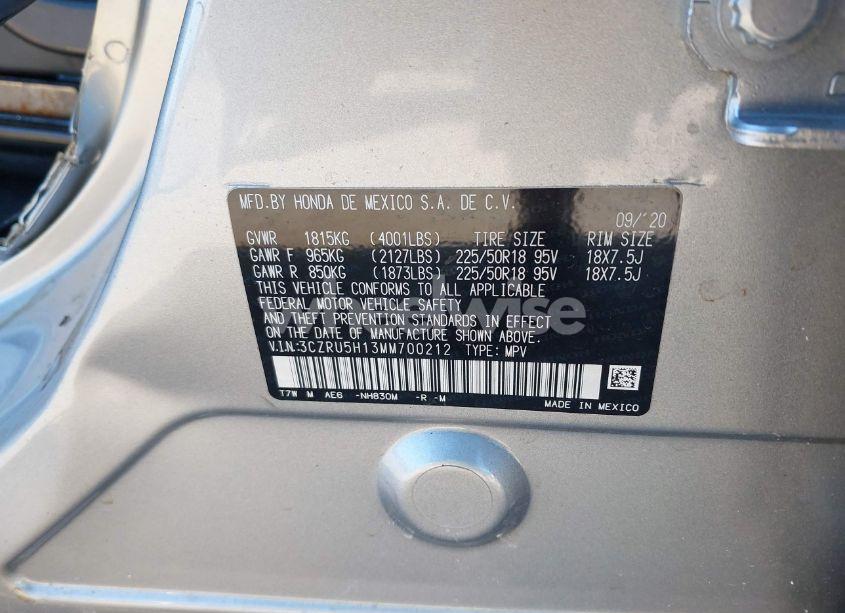 MFD.BY HONDA DE MEXICO S.A. DE C.V.
09/'20
GVWR 1815KG (4001LBS) TIRE SIZE RIM SIZE
GAWR F 965KG (2127LBS) 225/50R18 95V 18X7.5J
GAWR R 850KG (1873LBS) 225/50R18 95V 18X7.5J
THIS VEHICLE CONFORMS TO ALL APPLICABLE
FEDERAL MOTOR VEHICLE SAFETY
AND THEFT PREVENTION STANDARDS IN EFFECT
ON THE DATE OF MANUFACTURE SHOWN ABOVE.
V.I.N:3CZRU5H13MM700212 TYPE: MPV
T7W M AE6 -NH830M -R -M
MADE IN MEXICO